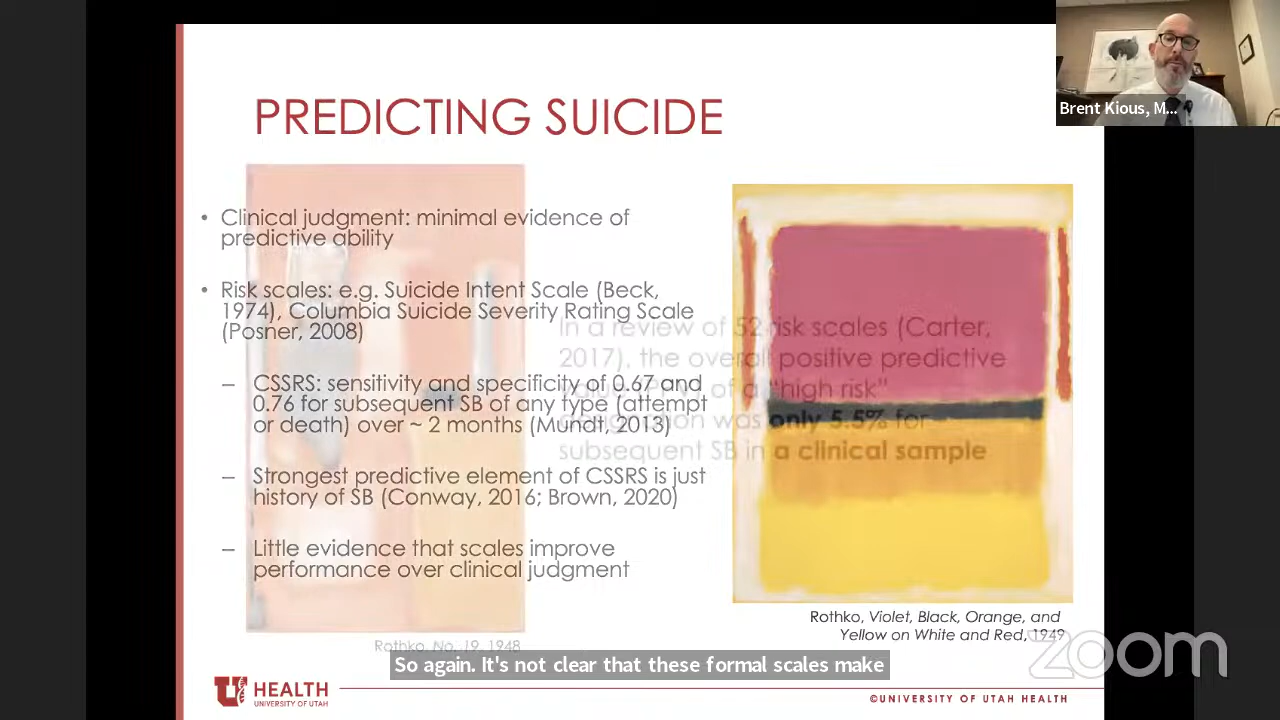 PREDICTING SUICIDE
Brent Kious, M...
• Clinical judgment: minimal evidence of
predictive ability
• Risk scales: e.g. Suicide Intent Scale (Beck,
1974), Columbia Suicide Severity Rating Scale
(Posner, 2008)
– CSSRS: sensitivity and specificity of 0.67 and
0.76 for subsequent SB of any type (attempt
or death) over ~ 2 months (Mundt, 2013)
– Strongest predictive element of CSSRS is just
history of SB (Conway, 2016; Brown, 2020)
– Little evidence that scales improve
performance over clinical judgment
In a review of 52 risk scales (Carter,
2017), the overall positive predictive
of a "high risk"
was only 5.5% for
subsequent SB in a clinical sample
Rothko, No. 19, 1948
Rothko, Violet, Black, Orange, and
Yellow on White and Red, 1949
So again. It's not clear that these formal scales make
zoom
U HEALTH
UNIVERSITY OF UTAH
©UNIVERSITY OF UTAH HEALTH